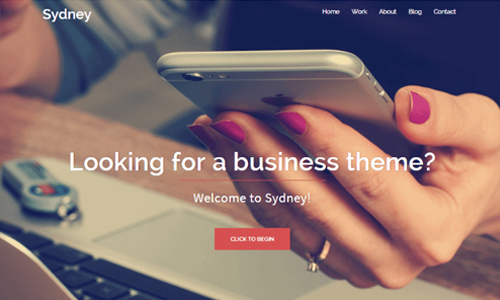 Sydney
Home Work About Blog Contact
Looking for a business theme?
Welcome to Sydney!
CLICK TO BEGIN